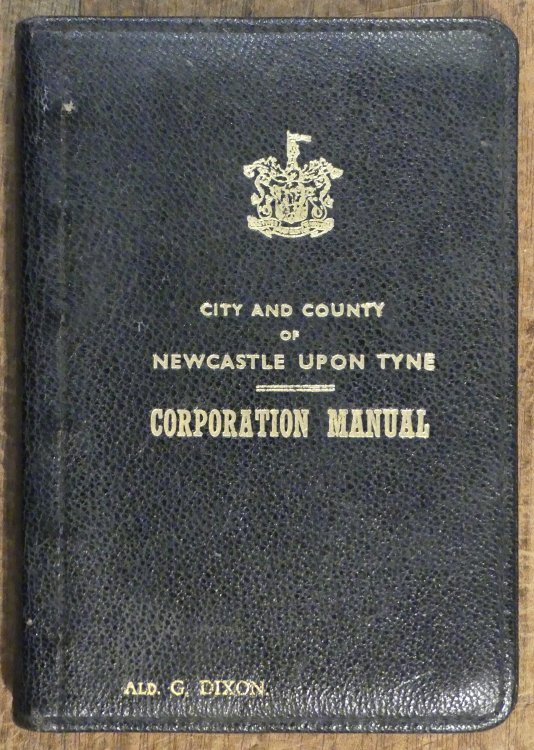 CITY AND COUNTY
OF
NEWCASTLE UPON TYNE
CORPORATION MANUAL
ALD. G. DIXON.